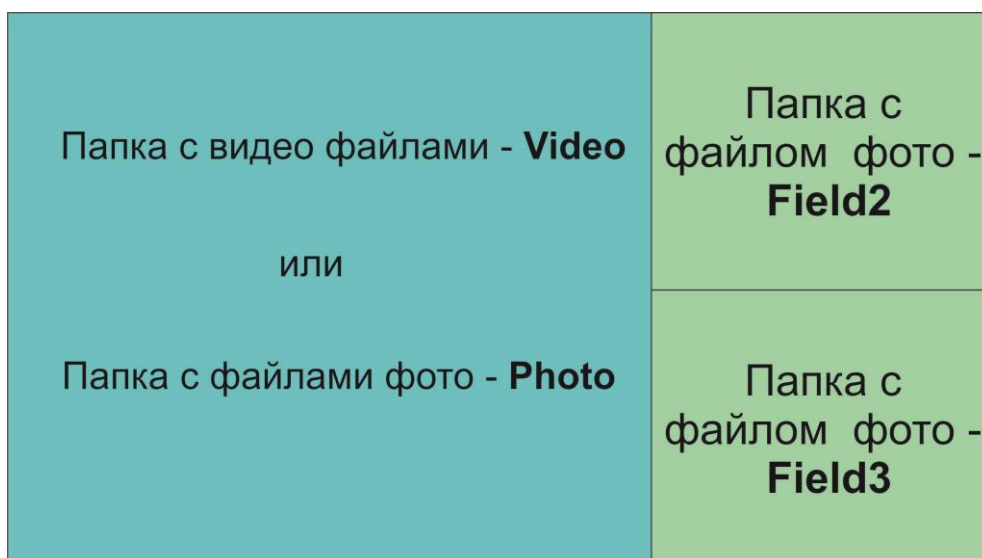 Папка с видео файлами - Video
или
Папка с файлами фото - Photo
Папка с
файлом фото -
Field2
Папка с
файлом фото -
Field3